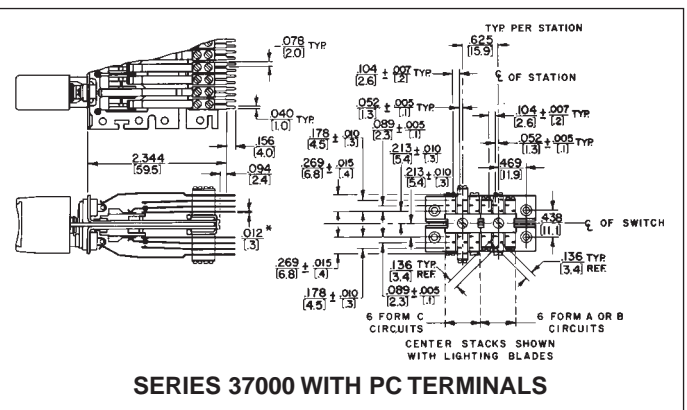 TYP. PER STATION
.625
[15.9]
.078 TYP.
[2.0]
.104 ± .007 TYP.
[2.6] [.2]
℄ OF STATION
.052 ± .005 TYP.
[1.3] [.1]
.104 ± .007 TYP.
[2.6] [.2]
.040 TYP.
[1.0]
.089 ± .005
[2.3] [.1]
.052 ± .005 TYP.
[1.3] [.1]
.156
[4.0]
.178 ± .010
[4.5] [.3]
.213 ± .010
[5.4] [.3]
.469
[11.9]
2.344
[59.5]
.094
[2.4]
.269 ± .015
[6.8] [.4]
.213 ± .010
[5.4] [.3]
.438
[11.1]
℄ OF SWITCH
.012 *
[.3]
.269 ± .015
[6.8] [.4]
.136 TYP.
[3.4] REF.
.136 TYP.
[3.4] REF.
.178 ± .010
[4.5] [.3]
.089 ± .005
[2.3] [.1]
6 FORM C
CIRCUITS
6 FORM A OR B
CIRCUITS
CENTER STACKS SHOWN
WITH LIGHTING BLADES
SERIES 37000 WITH PC TERMINALS